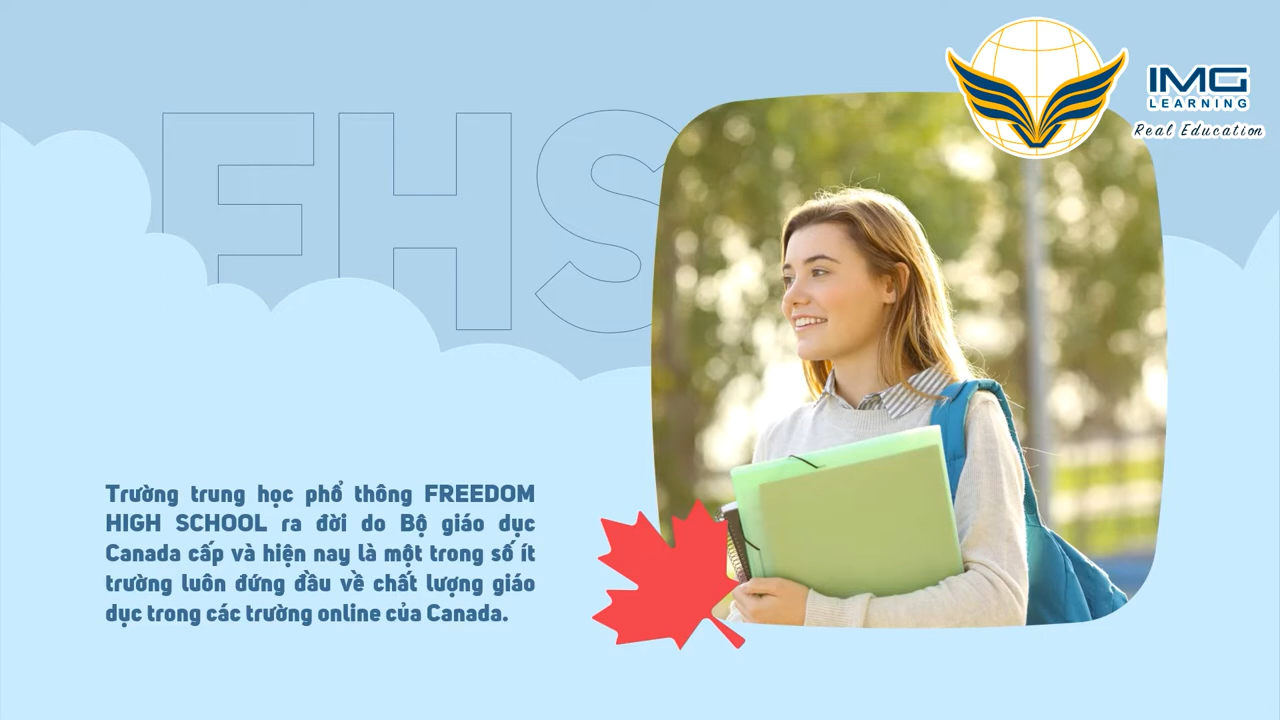 IMG
LEARNING
Real Education
FHS
Trường trung học phổ thông FREEDOM
HIGH SCHOOL ra đời do Bộ giáo dục
Canada cấp và hiện nay là một trong số ít
trường luôn đứng đầu về chất lượng giáo
dục trong các trường online của Canada.